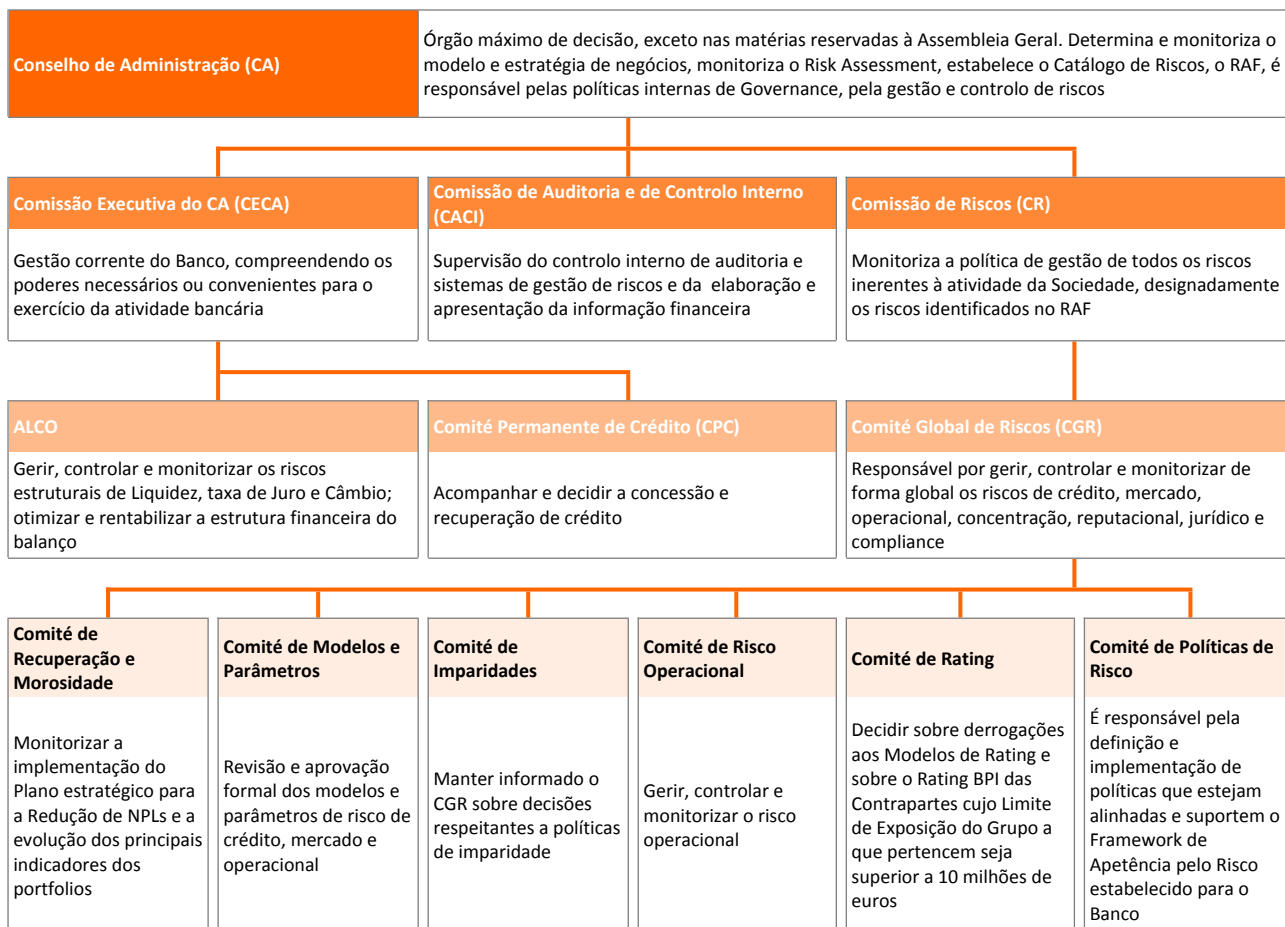 Conselho de Administração (CA)
Órgão máximo de decisão, exceto nas matérias reservadas à Assembleia Geral. Determina e monitoriza o
modelo e estratégia de negócios, monitoriza o Risk Assessment, estabelece o Catálogo de Riscos, o RAF, é
responsável pelas políticas internas de Governance, pela gestão e controlo de riscos
Comissão Executiva do CA (CECA)
Gestão corrente do Banco, compreendendo os
poderes necessários ou convenientes para o
exercício da atividade bancária
Comissão de Auditoria e de Controlo Interno
(CACI)
Supervisão do controlo interno de auditoria e
sistemas de gestão de riscos e da elaboração e
apresentação da informação financeira
Comissão de Riscos (CR)
Monitoriza a política de gestão de todos os riscos
inerentes à atividade da Sociedade, designadamente
os riscos identificados no RAF
ALCO
Gerir, controlar e monitorizar os riscos
estruturais de Liquidez, taxa de Juro e Câmbio;
otimizar e rentabilizar a estrutura financeira do
balanço
Comité Permanente de Crédito (CPC)
Acompanhar e decidir a concessão e
recuperação de crédito
Comité Global de Riscos (CGR)
Responsável por gerir, controlar e monitorizar de
forma global os riscos de crédito, mercado,
operacional, concentração, reputacional, jurídico e
compliance
Comité de
Recuperação e
Morosidade
Monitorizar a
implementação do
Plano estratégico para
a Redução de NPLs e a
evolução dos principais
indicadores dos
portfolios
Comité de Modelos e
Parâmetros
Revisão e aprovação
formal dos modelos e
parâmetros de risco de
crédito, mercado e
operacional
Comité de
Imparidades
Manter informado o
CGR sobre decisões
respeitantes a políticas
de imparidade
Comité de Risco
Operacional
Gerir, controlar e
monitorizar o risco
operacional
Comité de Rating
Decidir sobre derrogações
aos Modelos de Rating e
sobre o Rating BPI das
Contrapartes cujo Limite
de Exposição do Grupo a
que pertencem seja
superior a 10 milhões de
euros
Comité de Políticas de
Risco
É responsável pela
definição e
implementação de
políticas que estejam
alinhadas e suportem o
Framework de
Apetência pelo Risco
estabelecido para o
Banco